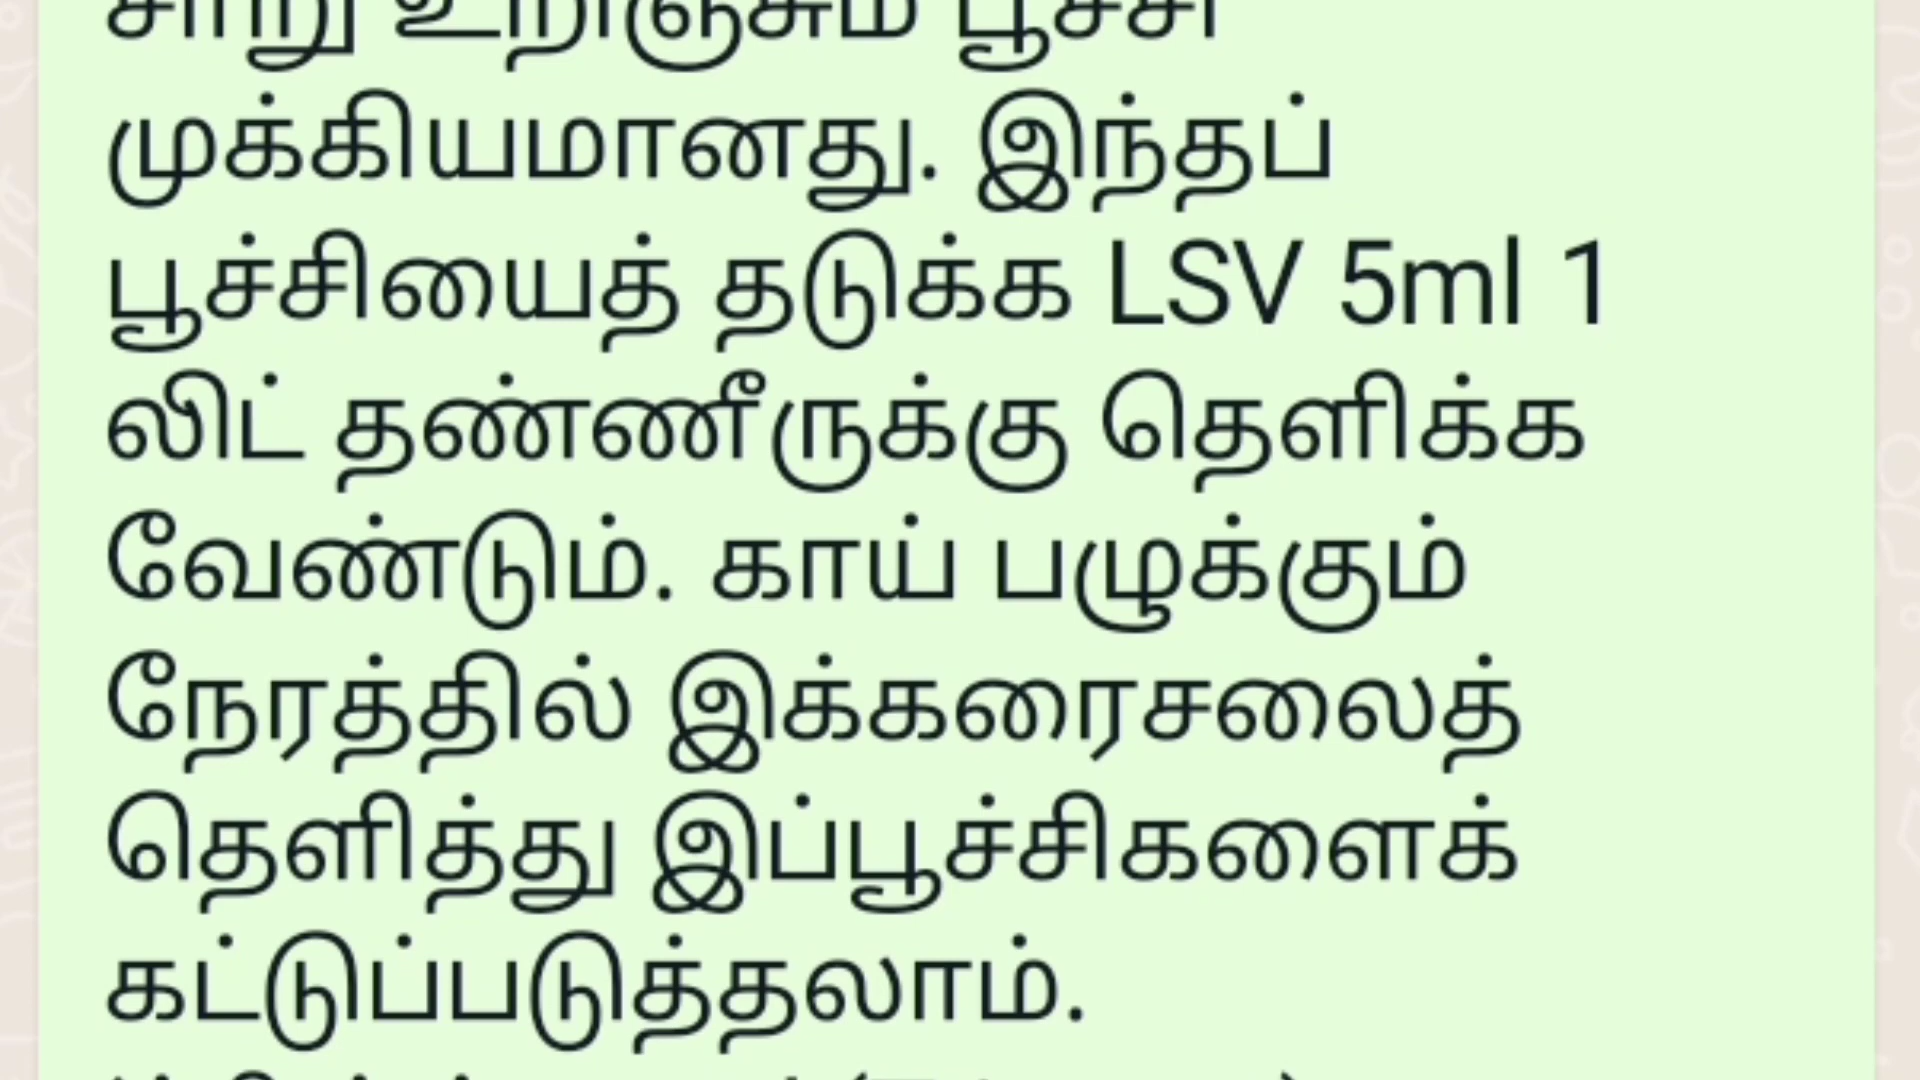 சாறு உறிஞ்சும் பூச்சி
முக்கியமானது. இந்தப்
பூச்சியைத் தடுக்க LSV 5ml 1
லிட் தண்ணீருக்கு தெளிக்க
வேண்டும். காய் பழுக்கும்
நேரத்தில் இக்கரைசலைத்
தெளித்து இப்பூச்சிகளைக்
கட்டுப்படுத்தலாம்.